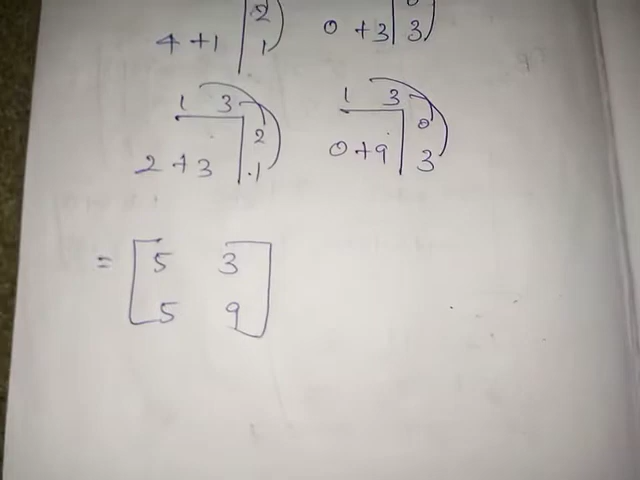 2 0
4 +1 1 0 +3 3
1 3 1 3
2 0
2 +3 1 0 +9 3
= [ 5 3
5 9 ]